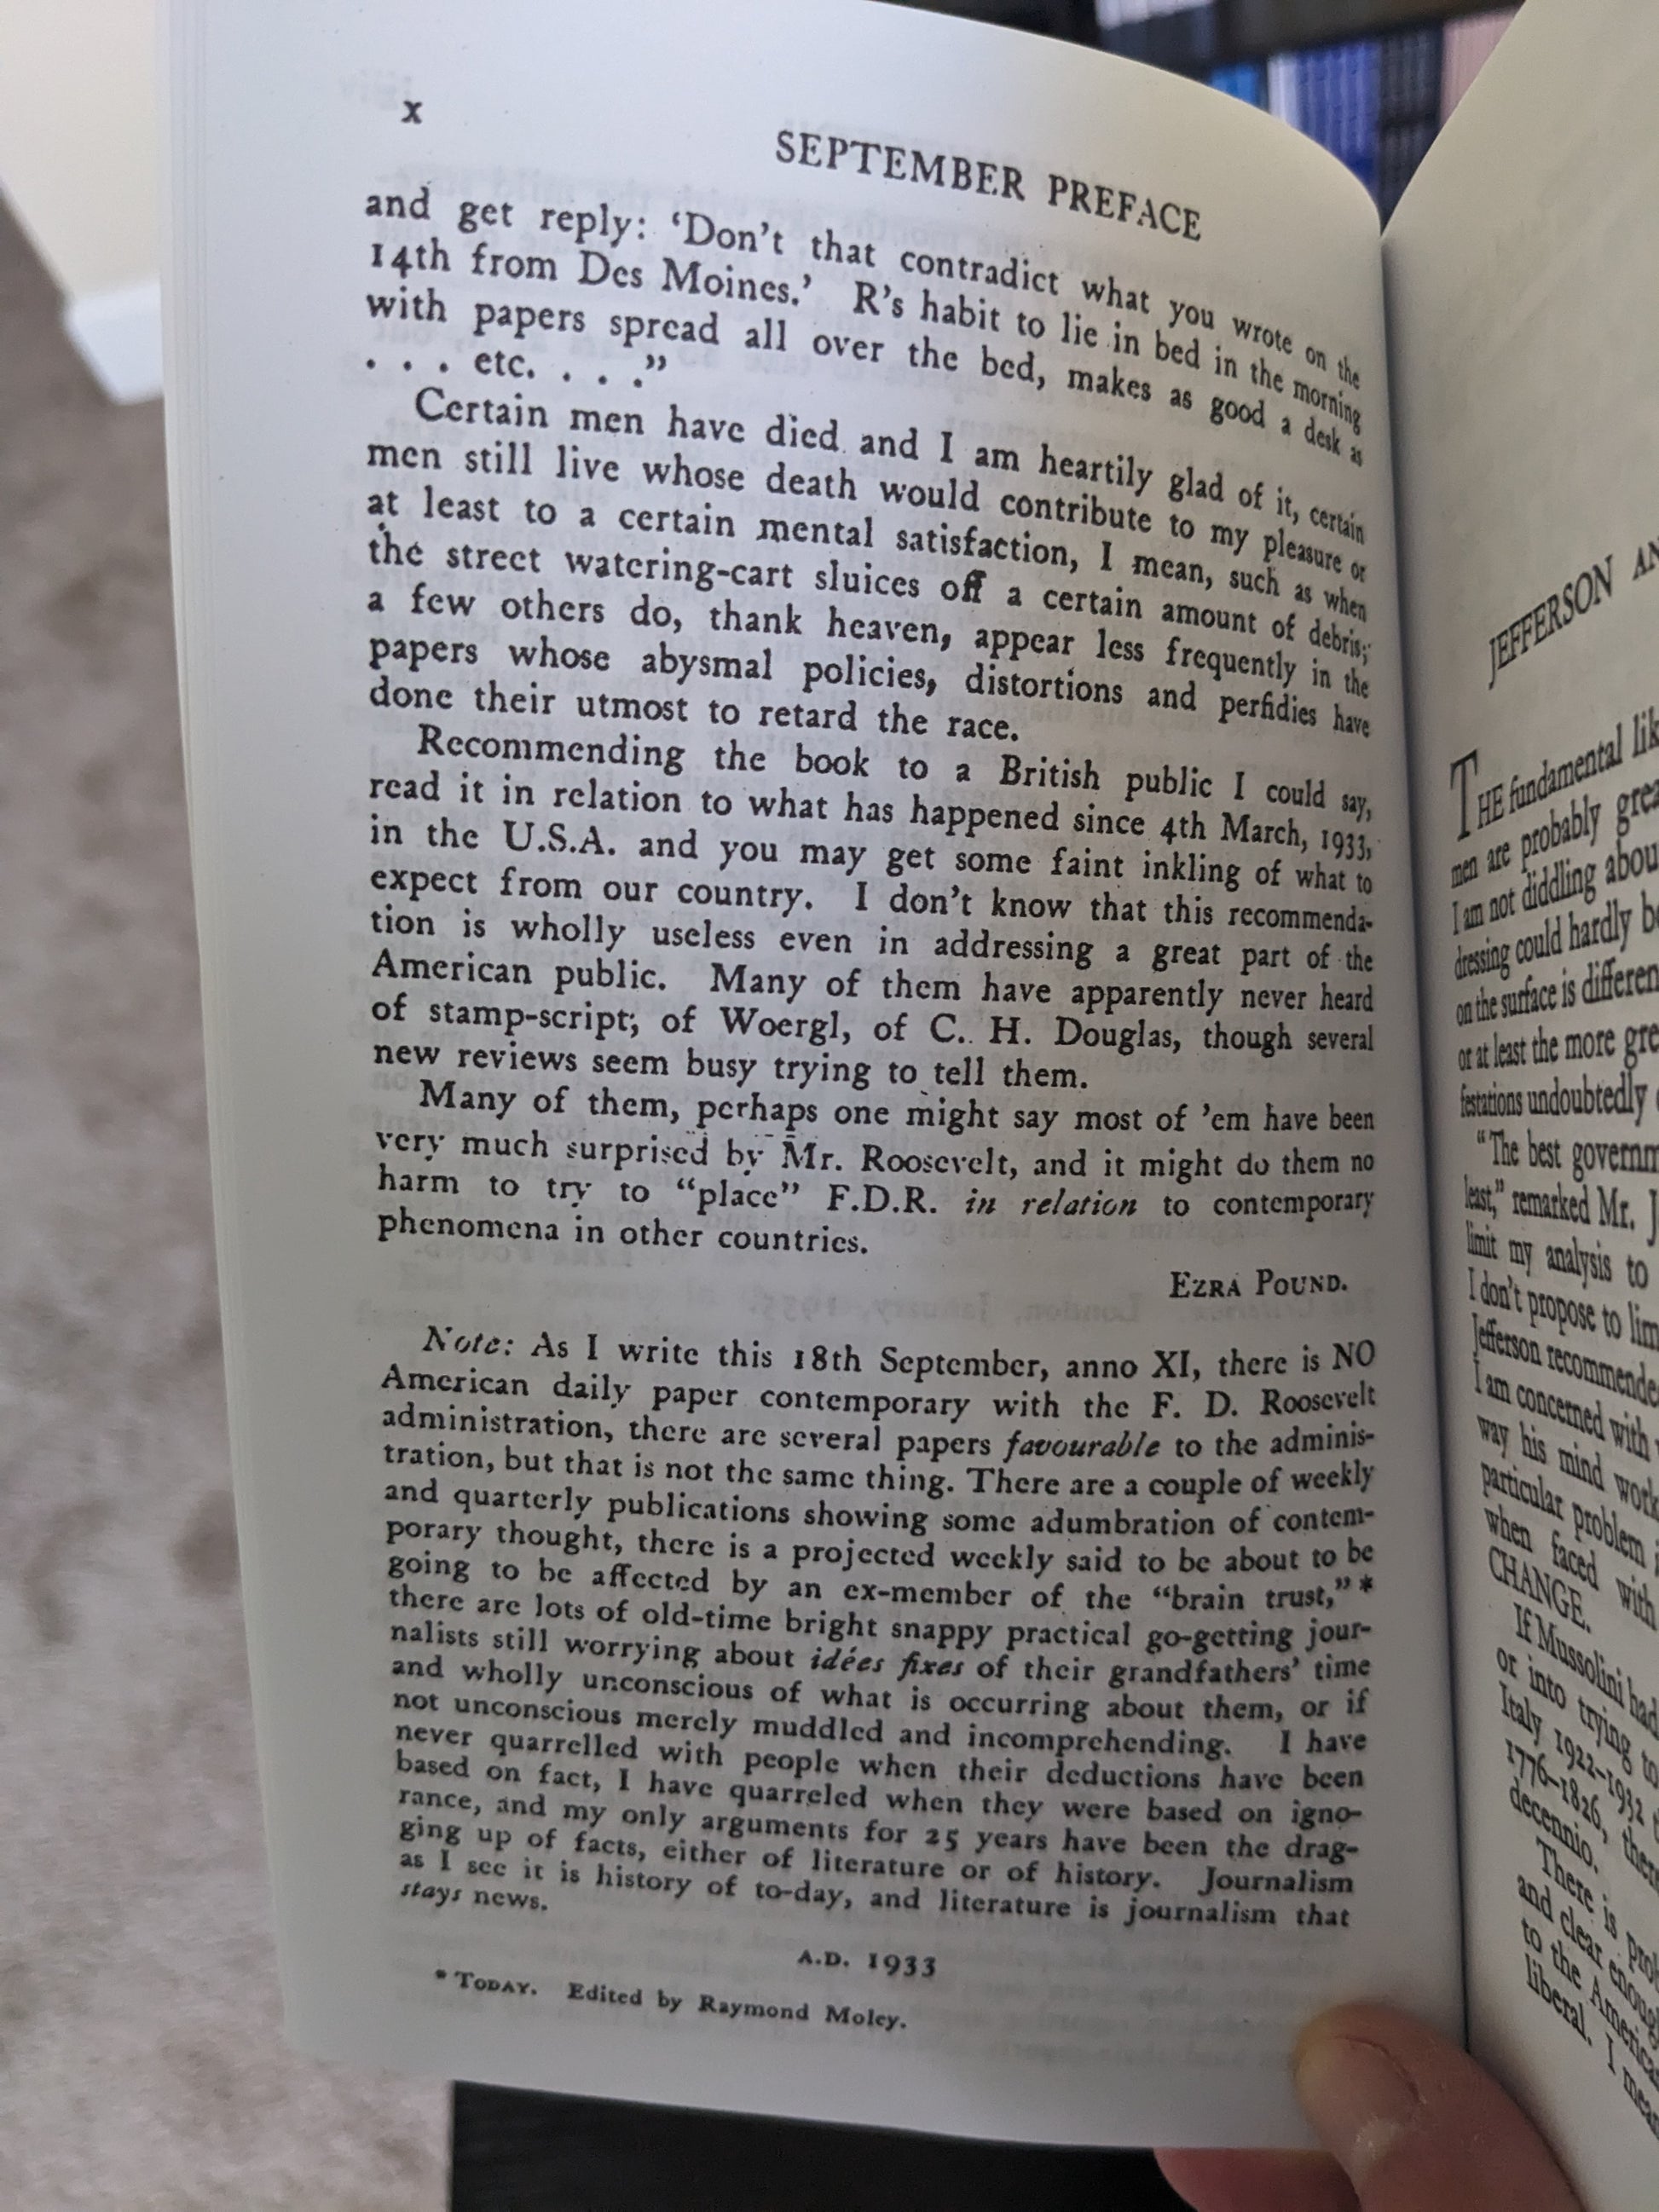 x
SEPTEMBER PREFACE
and get reply: ‘Don’t that contradict what you wrote on the
14th from Des Moines.’ R’s habit to lie in bed in the morning
with papers spread all over the bed, makes as good a desk as
. . . etc. . . .”
Certain men have died and I am heartily glad of it, certain
men still live whose death would contribute to my pleasure or
at least to a certain mental satisfaction, I mean, such as when
the street watering-cart sluices off a certain amount of debris;
a few others do, thank heaven, appear less frequently in the
papers whose abysmal policies, distortions and perfidies have
done their utmost to retard the race.
Recommending the book to a British public I could say,
read it in relation to what has happened since 4th March, 1933,
in the U.S.A. and you may get some faint inkling of what to
expect from our country. I don’t know that this recommenda-
tion is wholly useless even in addressing a great part of the
American public. Many of them have apparently never heard
of stamp-script; of Woergl, of C. H. Douglas, though several
new reviews seem busy trying to tell them.
Many of them, perhaps one might say most of ’em have been
very much surprised by Mr. Roosevelt, and it might do them no
harm to try to “place” F.D.R. in relation to contemporary
phenomena in other countries.
EZRA POUND.
Note: As I write this 18th September, anno XI, there is NO
American daily paper contemporary with the F. D. Roosevelt
administration, there are several papers favourable to the adminis-
tration, but that is not the same thing. There are a couple of weekly
and quarterly publications showing some adumbration of contem-
porary thought, there is a projected weekly said to be about to be
going to be affected by an ex-member of the “brain trust,”*
there are lots of old-time bright snappy practical go-getting jour-
nalists still worrying about idées fixes of their grandfathers’ time
and wholly unconscious of what is occurring about them, or if
not unconscious merely muddled and incomprehending. I have
never quarrelled with people when their deductions have been
based on fact, I have quarreled when they were based on igno-
rance, and my only arguments for 25 years have been the drag-
ging up of facts, either of literature or of history. Journalism
as I see it is history of to-day, and literature is journalism that
stays news.
A.D. 1933
* TODAY. Edited by Raymond Moley.
JEFFERSON
THE fundamental
men are probably
I am not diddling
dressing could hardly
on the surface is
or at least the more
festations undoubtedly
“The best
least,” remarked Mr.
limit my analysis to
I don’t propose to
Jefferson
I am concerned with
way his mind
particular problem
when faced with
CHANGE.
If Mussolini had
or into trying
Italy 1922–1932
1776–1826,
decennio.
There is
and clear
to the
liberal. I